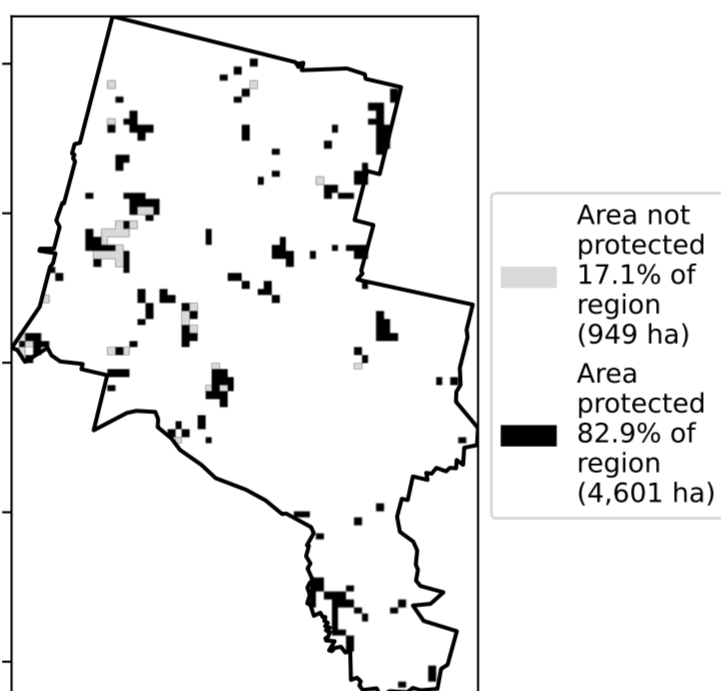 Area not
protected
17.1% of
region
(949 ha)
Area
protected
82.9% of
region
(4,601 ha)